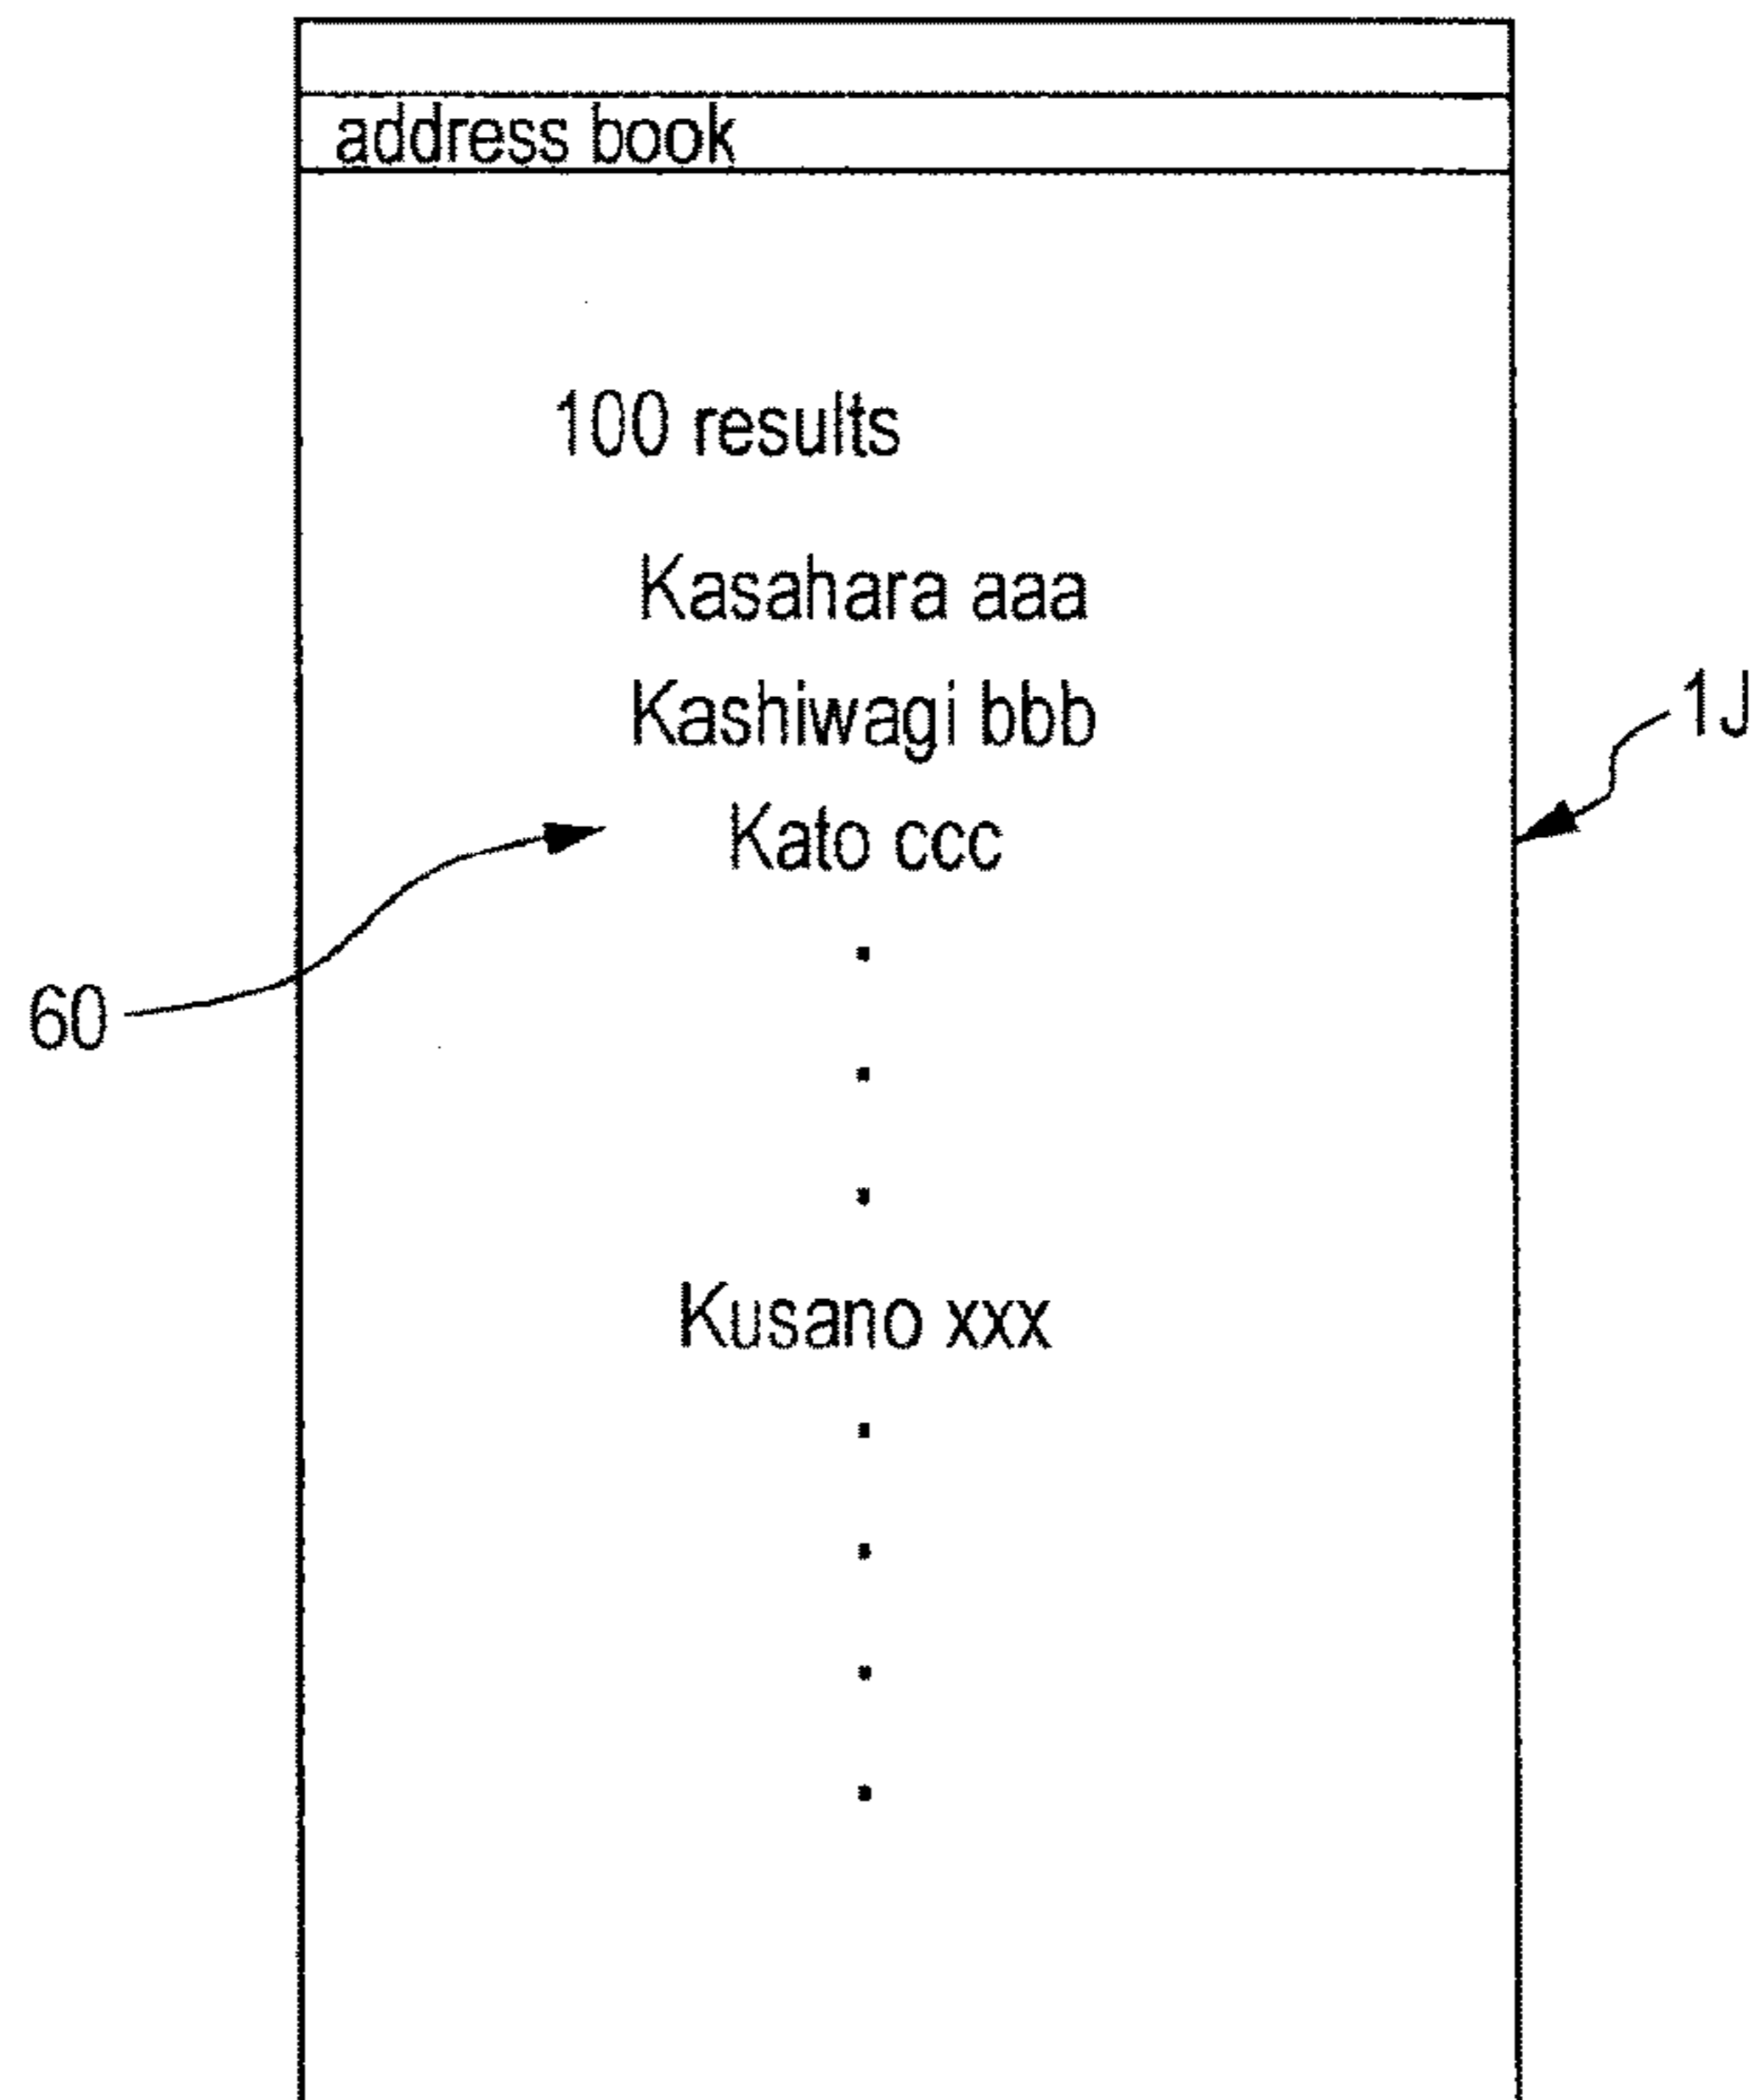 address book
100 results
Kasahara aaa
Kashiwagi bbb
1J
Kato ccc
60
Kusano xxx